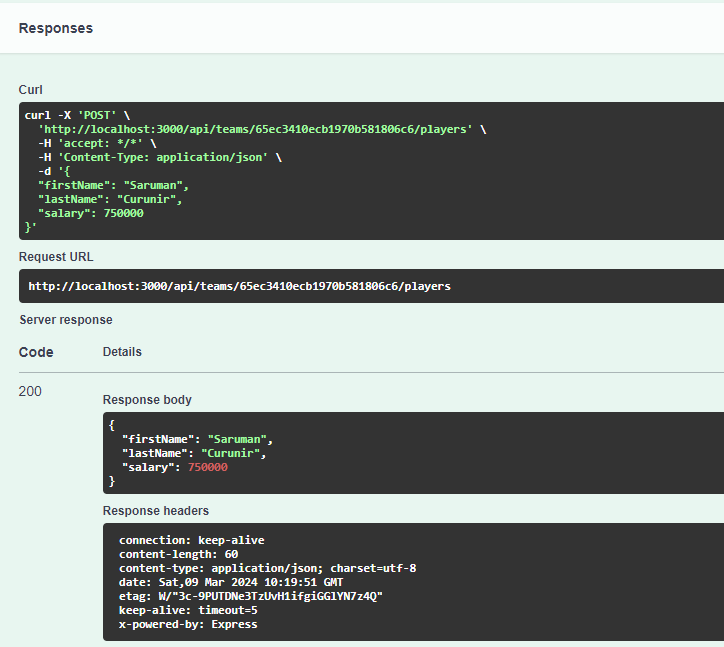 Responses
Curl
curl -X 'POST' \
  'http://localhost:3000/api/teams/65ec3410ecb1970b581806c6/players' \
  -H 'accept: */*' \
  -H 'Content-Type: application/json' \
  -d '{
  "firstName": "Saruman",
  "lastName": "Curunir",
  "salary": 750000
}'
Request URL
http://localhost:3000/api/teams/65ec3410ecb1970b581806c6/players
Server response
Code Details
200
Response body
{
  "firstName": "Saruman",
  "lastName": "Curunir",
  "salary": 750000
}
Response headers
connection: keep-alive
content-length: 60
content-type: application/json; charset=utf-8
date: Sat,09 Mar 2024 10:19:51 GMT
etag: W/"3c-9PUTDNe3TzUvH1ifgiGGlYN7z4Q"
keep-alive: timeout=5
x-powered-by: Express